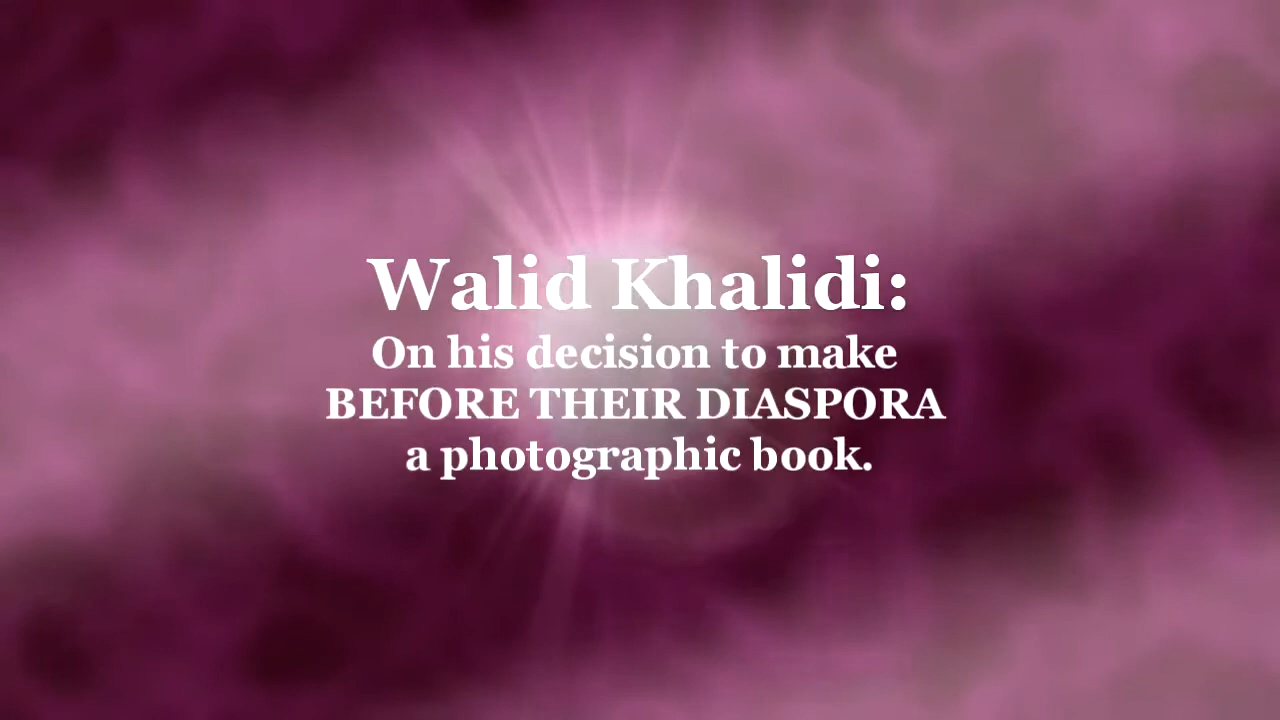 Walid Khalidi:
On his decision to make
BEFORE THEIR DIASPORA
a photographic book.